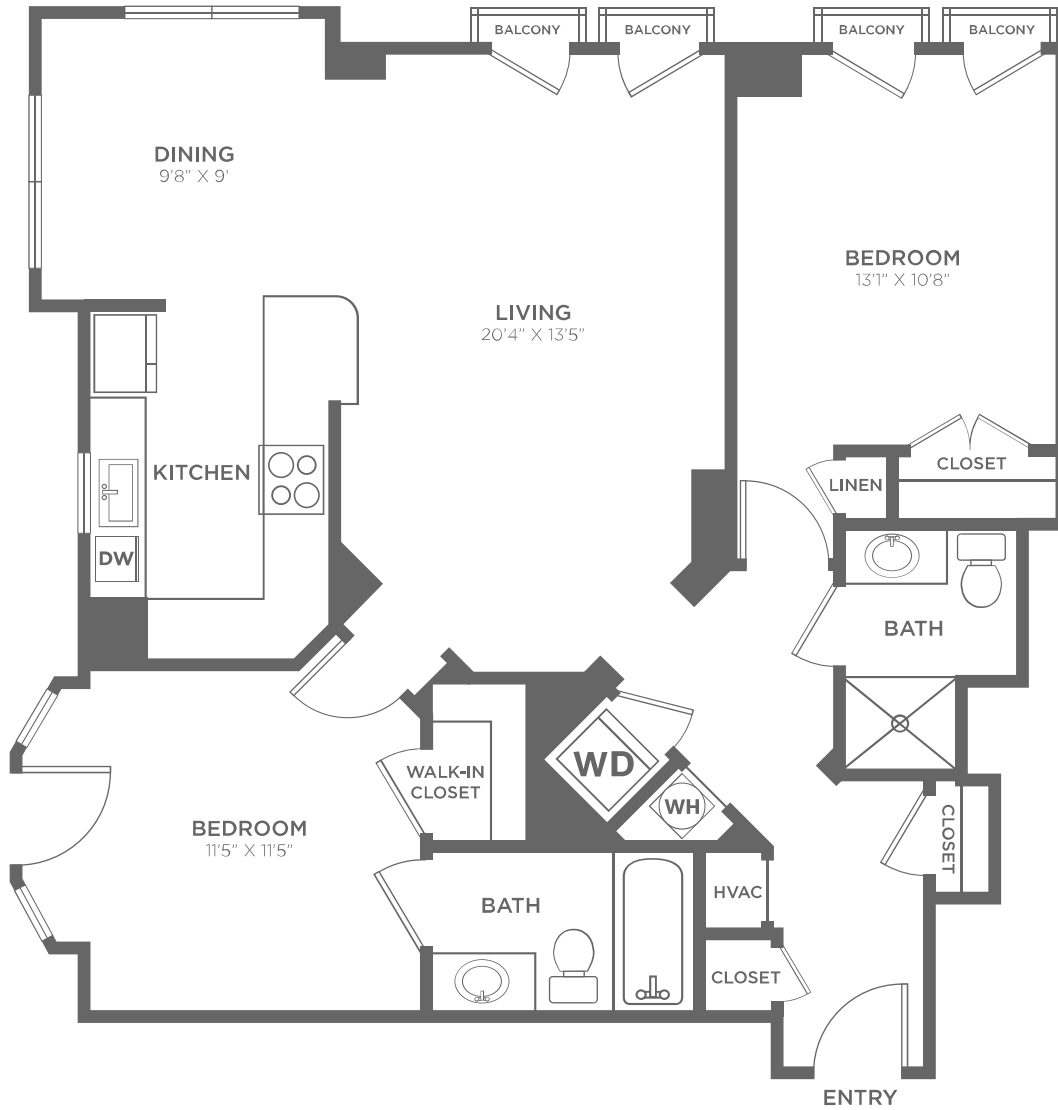 BALCONY
BALCONY
BALCONY
BALCONY
DINING
9'8" X 9'
BEDROOM
13'1" X 10'8"
LIVING
20'4" X 13'5"
KITCHEN
CLOSET
LINEN
DW
BATH
WD
WALK-IN
CLOSET
WH
BEDROOM
11'5" X 11'5"
CLOSET
HVAC
BATH
CLOSET
ENTRY